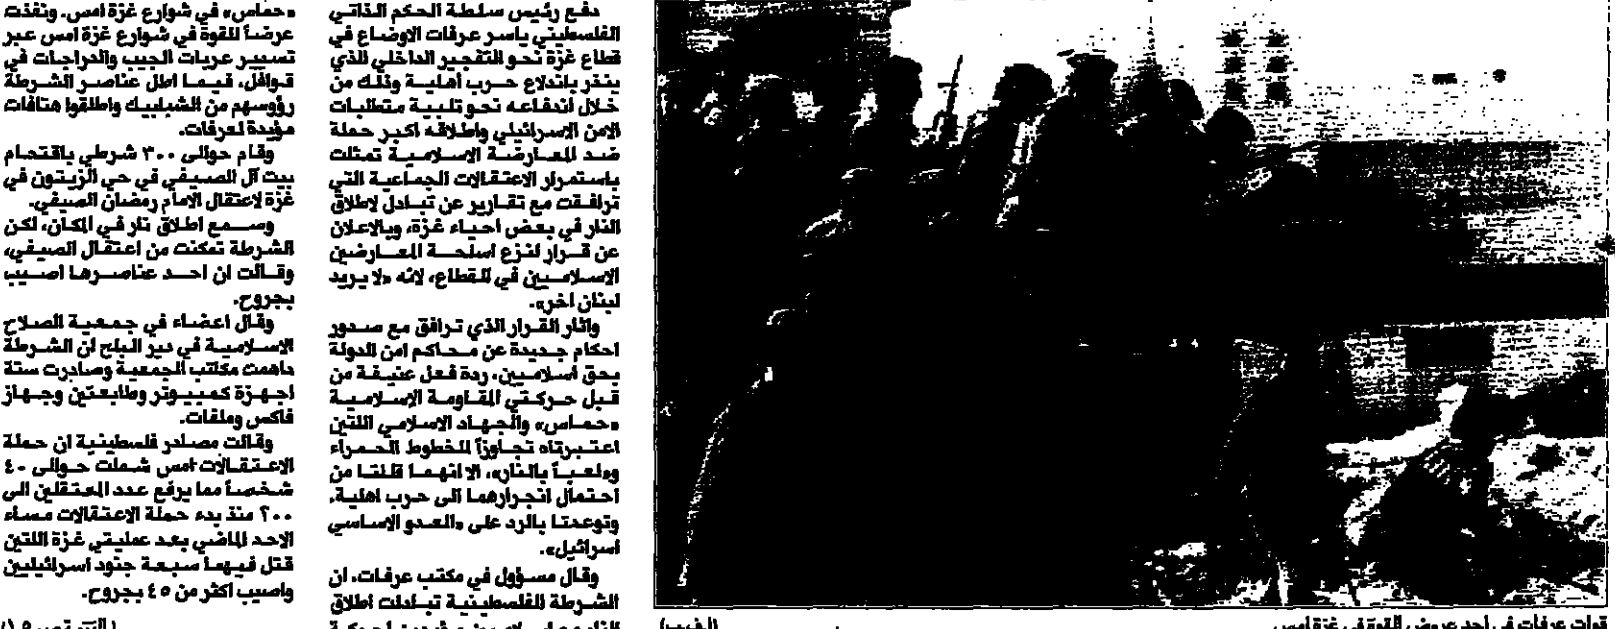 دفع رئيس سلطة الحكم الذاتي
الفلسطيني ياسر عرفات الاوضاع في
قطاع غزة نحو التفجير الداخلي الذي
ينذر باندلاع حرب أهلية وذلك من
خلال اندفاعه نحو تلبية متطلبات
الامن الاسرائيلي واطلاقه اكبر حملة
ضد المعارضة الاسلامية تمثلت
باستمرار الاعتقالات الجماعية التي
ترافقت مع تقارير عن تبادل لاطلاق
النار في بعض احياء غزة، وبالاعلان
عن قرار لنزع اسلحة المعارضين
الاسلاميين في القطاع، لانه «لا يريد
لبنان اخر».
واثار القرار الذي ترافق مع صدور
احكام جديدة عن محاكم امن الدولة
بحق اسلاميين، ردة فعل عنيفة من
قبل حركتي المقاومة الاسلامية
«حماس» والجهاد الاسلامي اللتين
اعتبرتاه تجاوزاً للخطوط الحمراء
و«لعباً بالنار»، الا انهما قللتا من
احتمال انجرارهما الى حرب اهلية،
وتوعدتا بالرد على «العدو الاساسي
اسرائيل».
وقال مسؤول في مكتب عرفات، ان
الشرطة الفلسطينية تبادلت اطلاق
«حماس» في شوارع غزة امس. ونفذت
عرضاً للقوة في شوارع غزة امس عبر
تسيير عربات الجيب والدراجات في
قوافل، فيما اطل عناصر الشرطة
رؤوسهم من الشبابيك واطلقوا هتافات
مؤيدة لعرفات.
وقام حوالى ٣٠٠ شرطي باقتحام
بيت آل الصيفي في حي الزيتون في
غزة لاعتقال الامام رمضان الصيفي.
وسمع اطلاق نار في المكان، لكن
الشرطة تمكنت من اعتقال الصيفي،
وقالت ان احد عناصرها اصيب
بجروح.
وقال اعضاء في جمعية الصلاح
الاسلامية في دير البلح ان الشرطة
داهمت مكاتب الجمعية وصادرت ستة
اجهزة كمبيوتر وطابعتين وجهاز
فاكس وملفات.
وقالت مصادر فلسطينية ان حملة
الاعتقالات امس شملت حوالى ٤٠
شخصاً مما يرفع عدد المعتقلين الى
٢٠٠ منذ بدء حملة الاعتقالات مساء
الاحد الماضي بعد عمليتي غزة اللتين
قتل فيهما سبعة جنود اسرائيليين
واصيب اكثر من ٤٥ بجروح.
قوات عرفات في احد عروض القوة في غزة امس